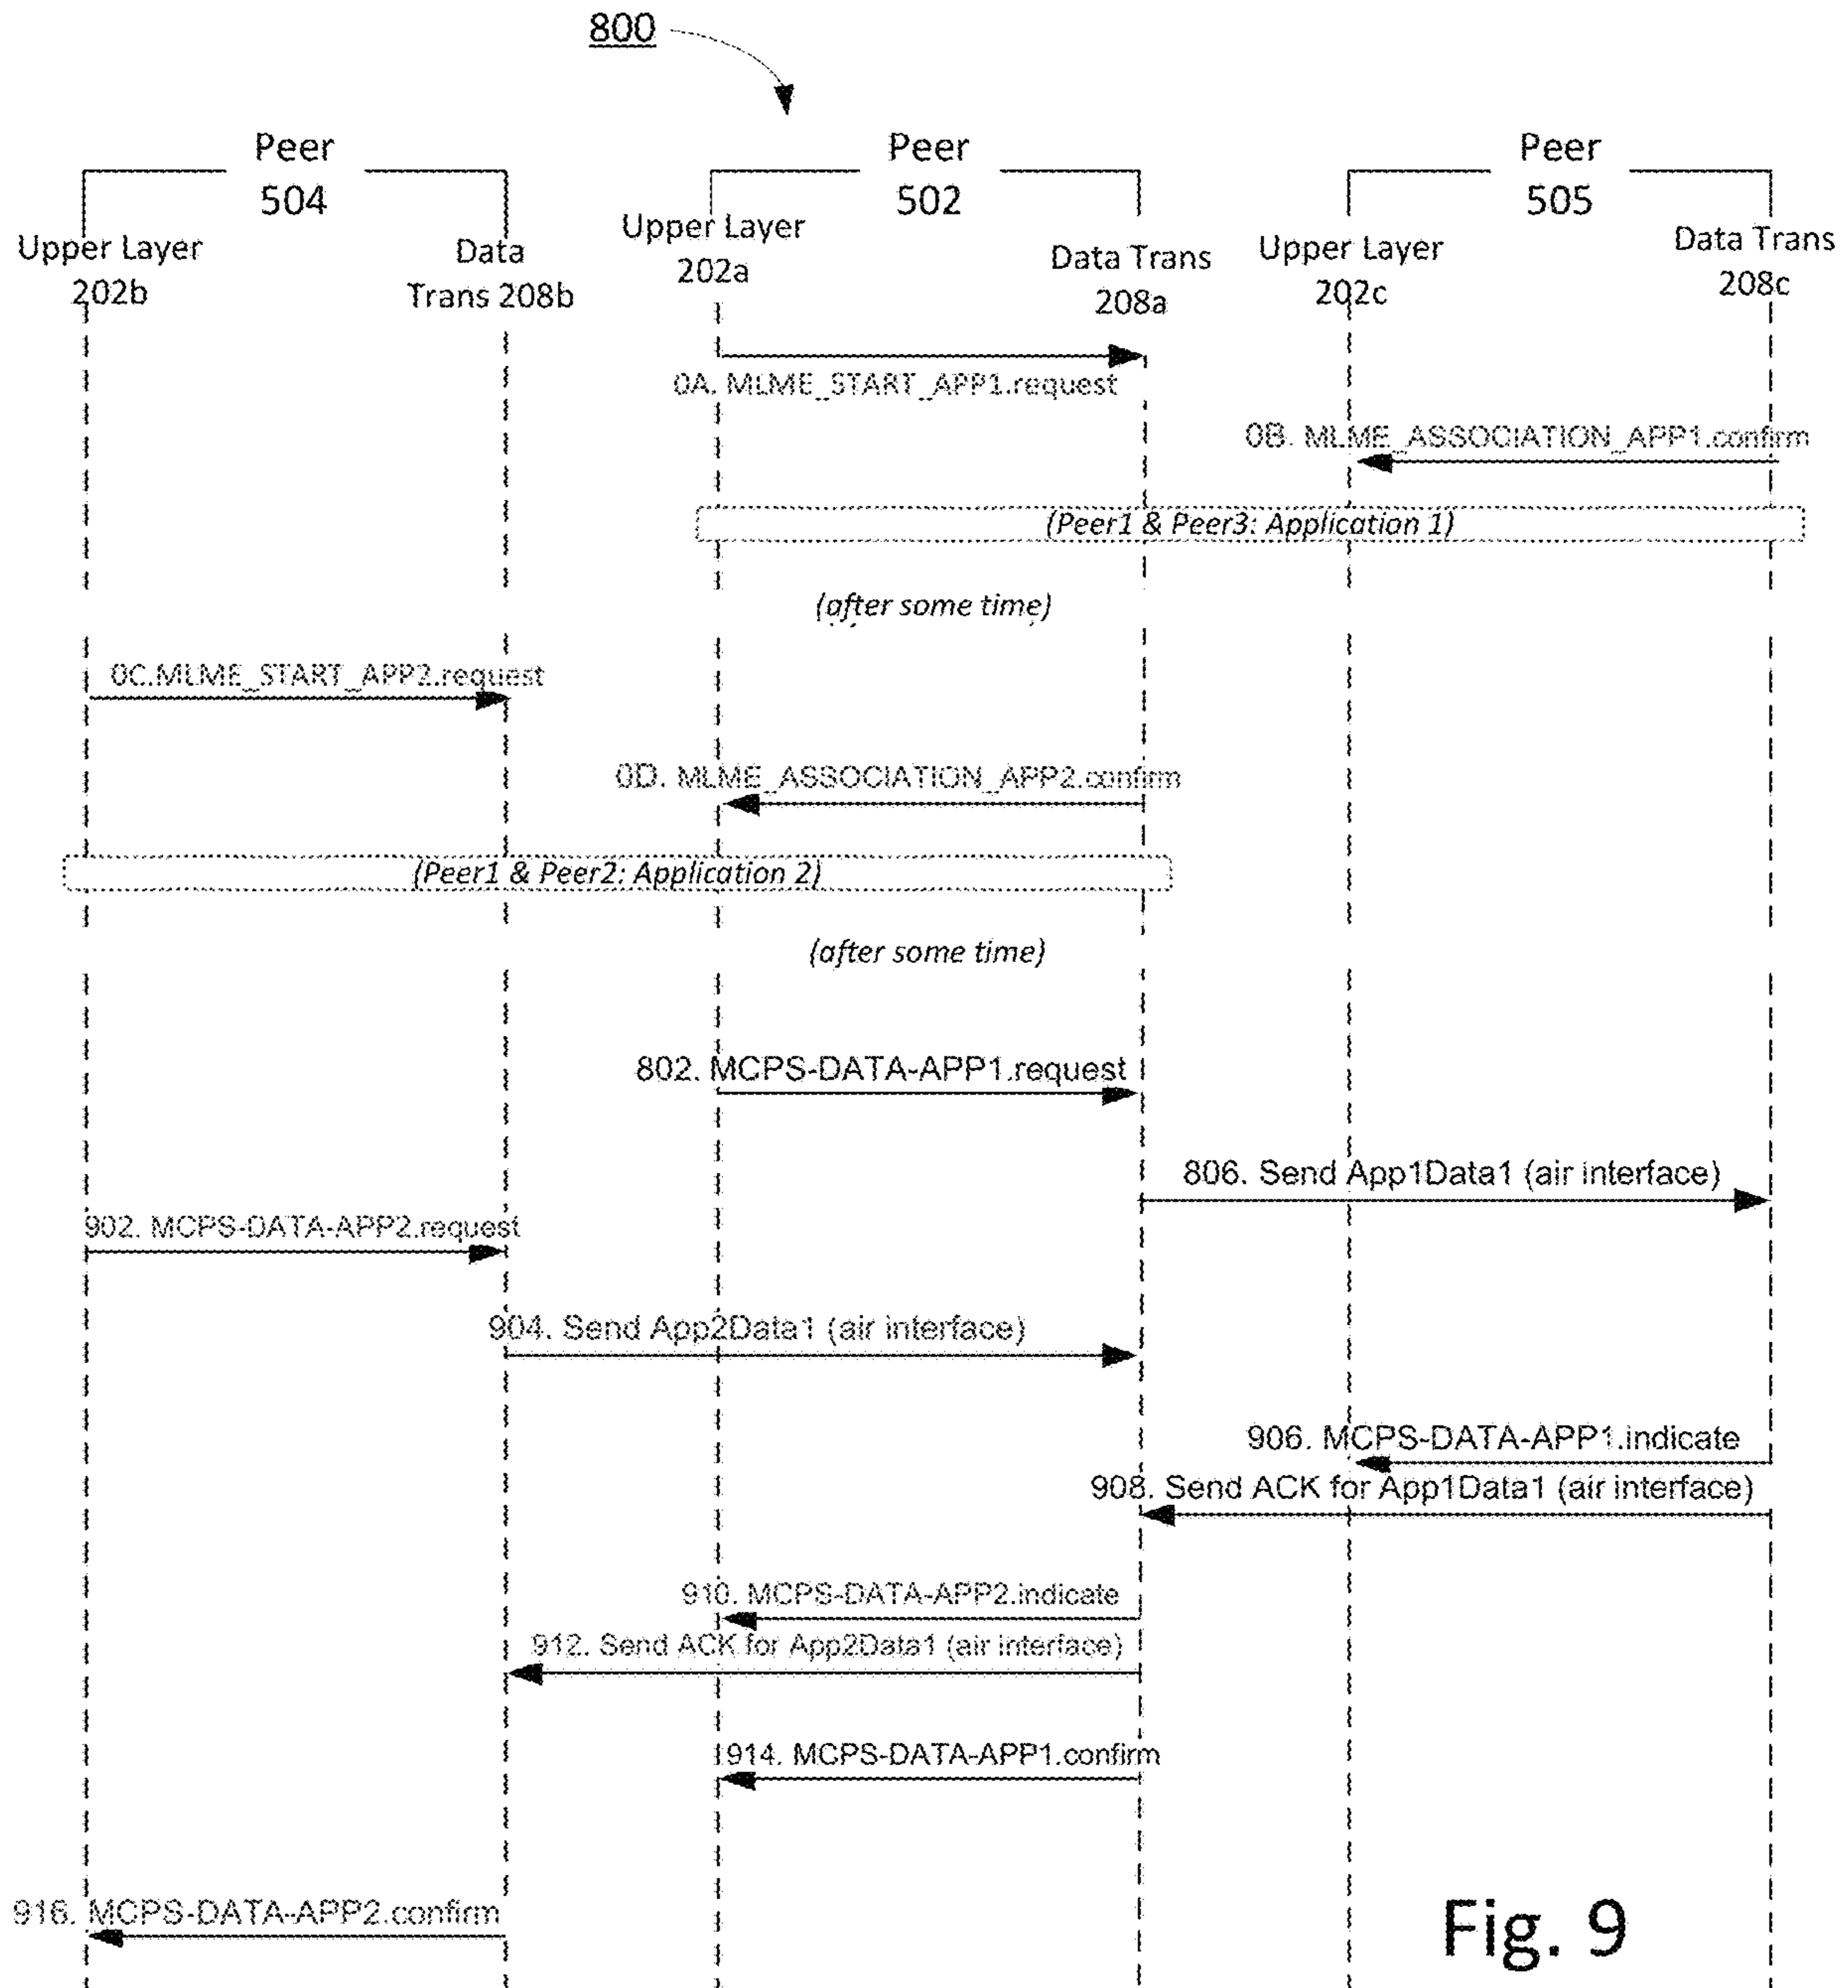 800
Peer
504
Peer
502
Peer
505
Upper Layer
202b
Data
Trans 208b
Upper Layer
202a
Data Trans
208a
Upper Layer
202c
Data Trans
208c
0A. MLME_START_APP1.request
0B. MLME_ASSOCIATION_APP1.confirm
(Peer1 & Peer3: Application 1)
(after some time)
0C.MLME_START_APP2.request
0D. MLME_ASSOCIATION_APP2.confirm
(Peer1 & Peer2: Application 2)
(after some time)
802. MCPS-DATA-APP1.request
806. Send App1Data1 (air interface)
902. MCPS-DATA-APP2.request
904. Send App2Data1 (air interface)
906. MCPS-DATA-APP1.indicate
908. Send ACK for App1Data1 (air interface)
910. MCPS-DATA-APP2.indicate
912. Send ACK for App2Data1 (air interface)
914. MCPS-DATA-APP1.confirm
916. MCPS-DATA-APP2.confirm
Fig. 9